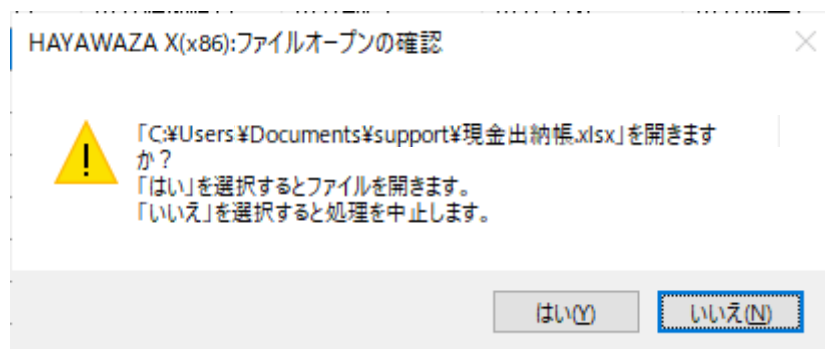 HAYAWAZA X(x86):ファイルオープンの確認
「C:¥Users¥Documents¥support¥現金出納帳.xlsx」を開きます
か?
「はい」を選択するとファイルを開きます。
「いいえ」を選択すると処理を中止します。
はい(Y) いいえ(N)